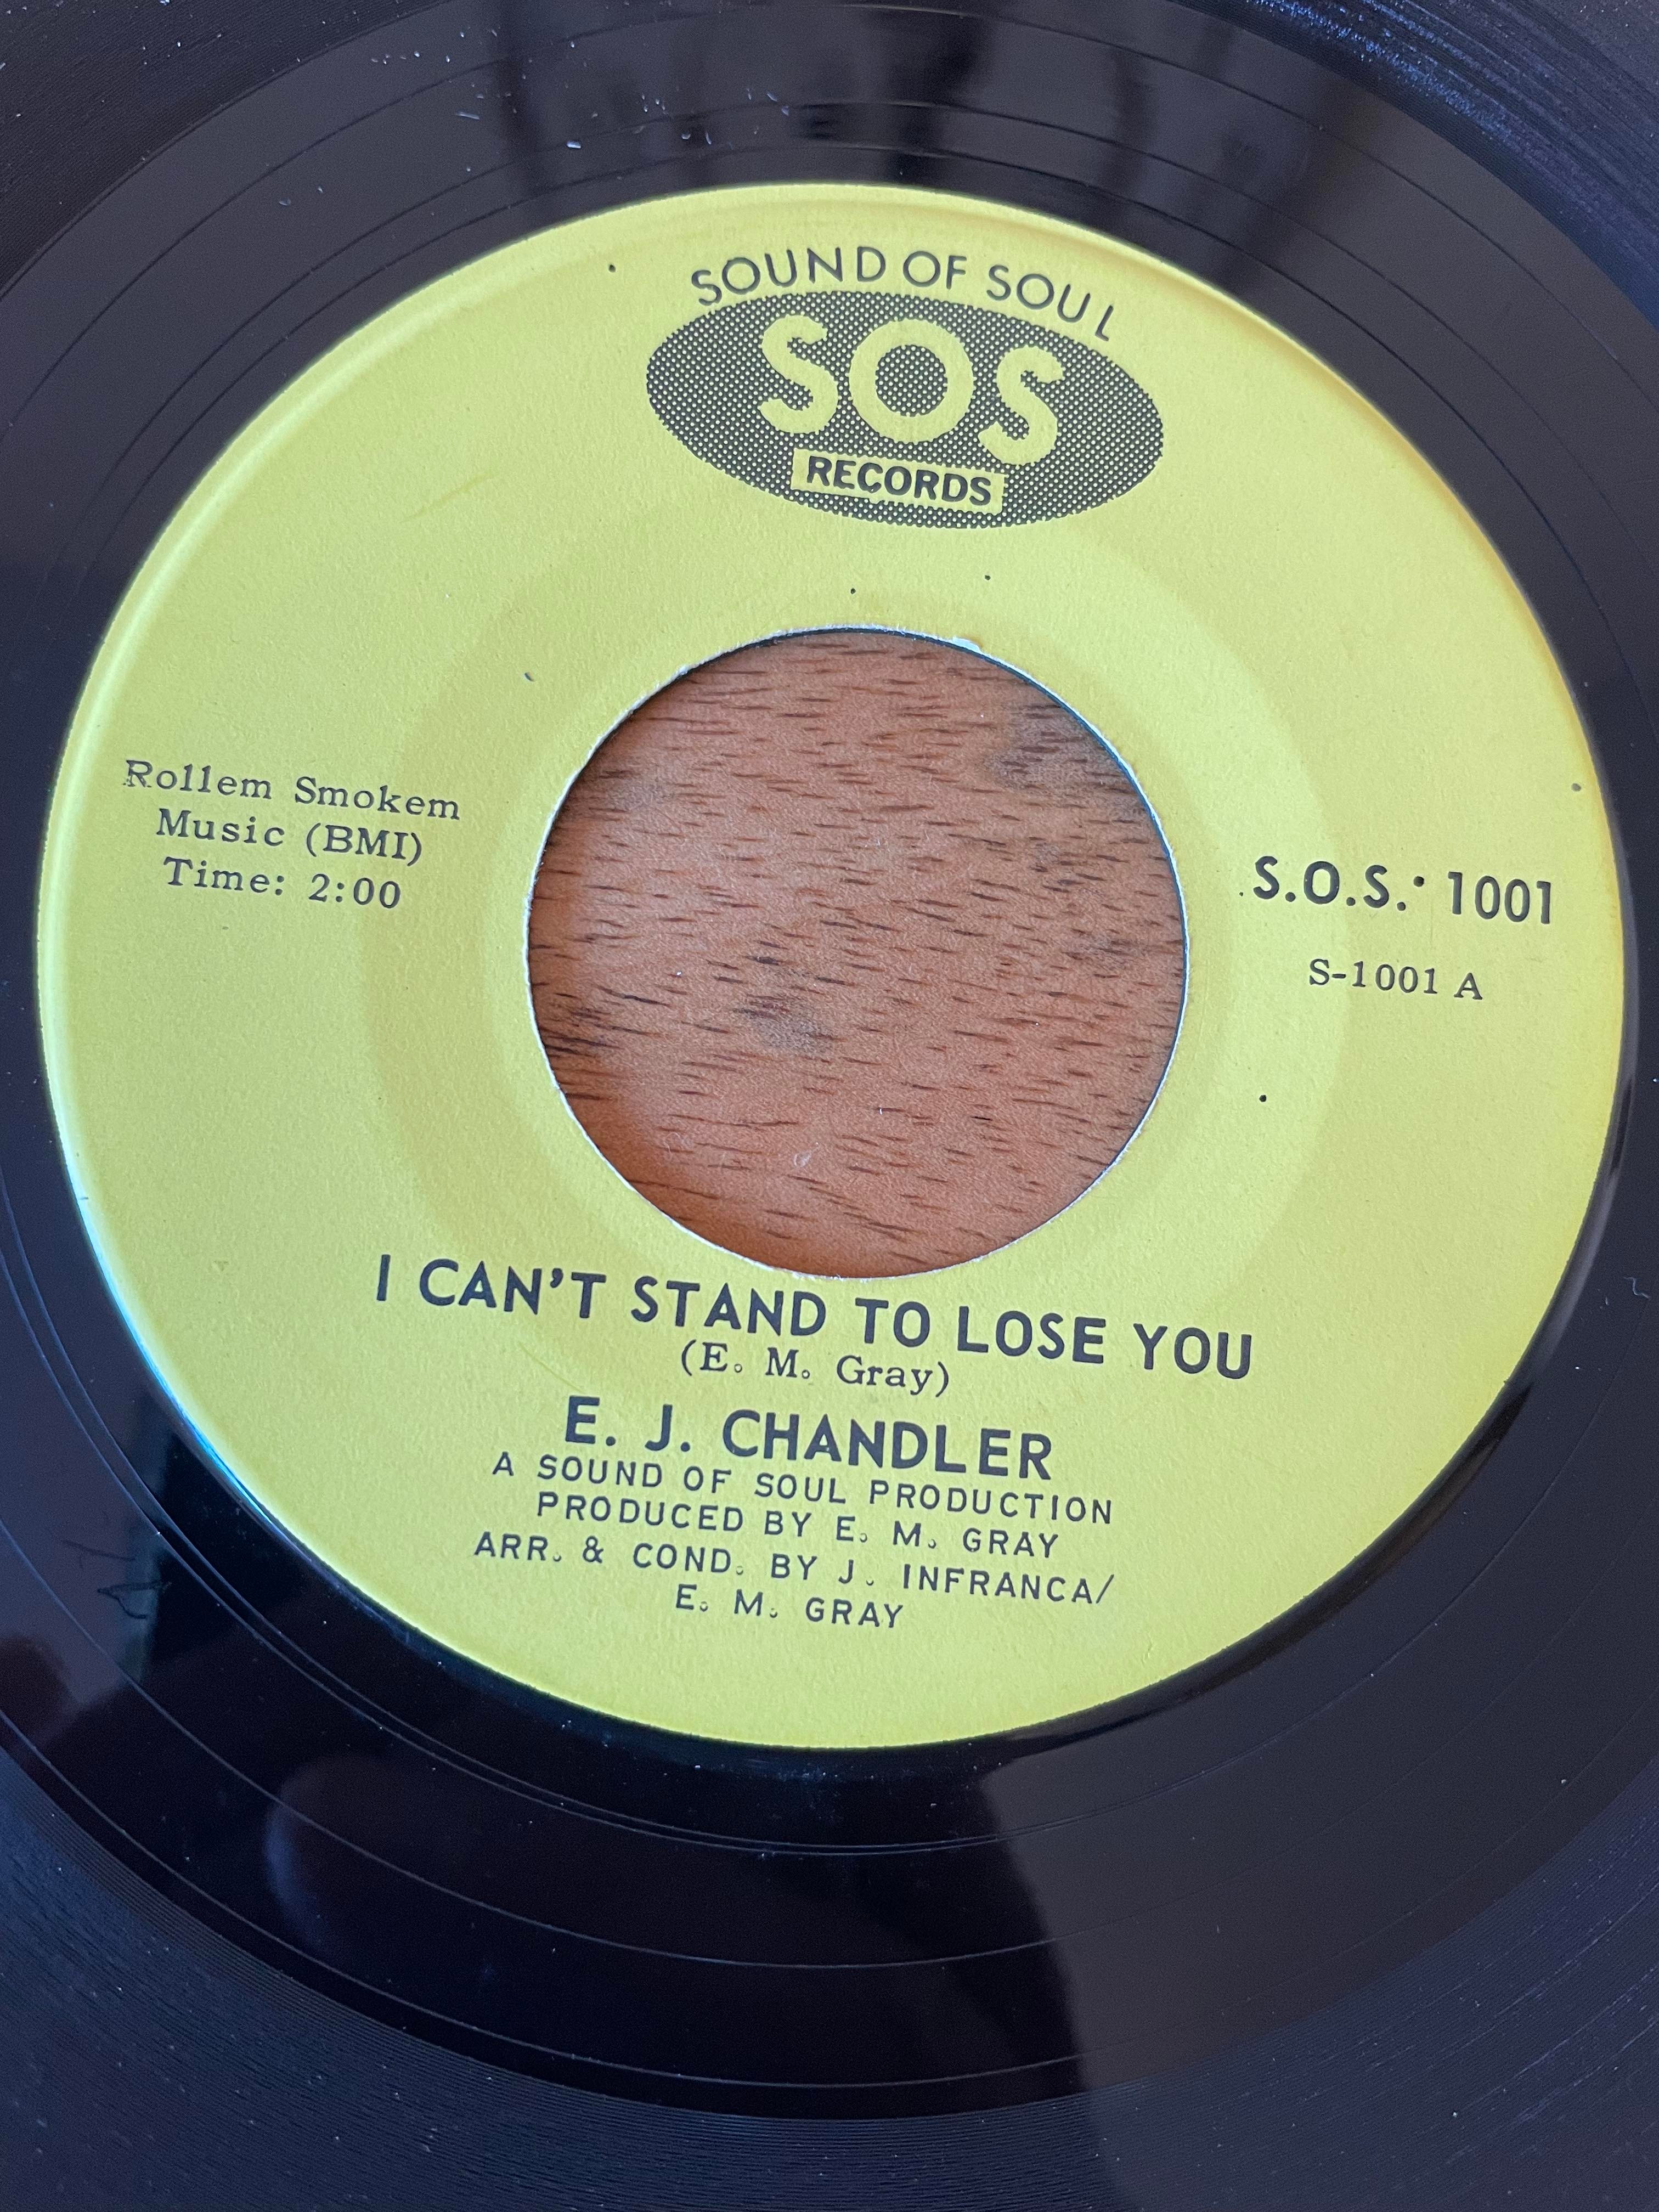 SOUND OF SOUL
SOS
RECORDS
Rollem Smokem
Music (BMI)
Time: 2:00
S.O.S. 1001
S-1001 A
I CAN'T STAND TO LOSE YOU
(E. M. Gray)
E. J. CHANDLER
A SOUND OF SOUL PRODUCTION
PRODUCED BY E. M. GRAY
ARR. & COND. BY J. INFRANCA/
E. M. GRAY